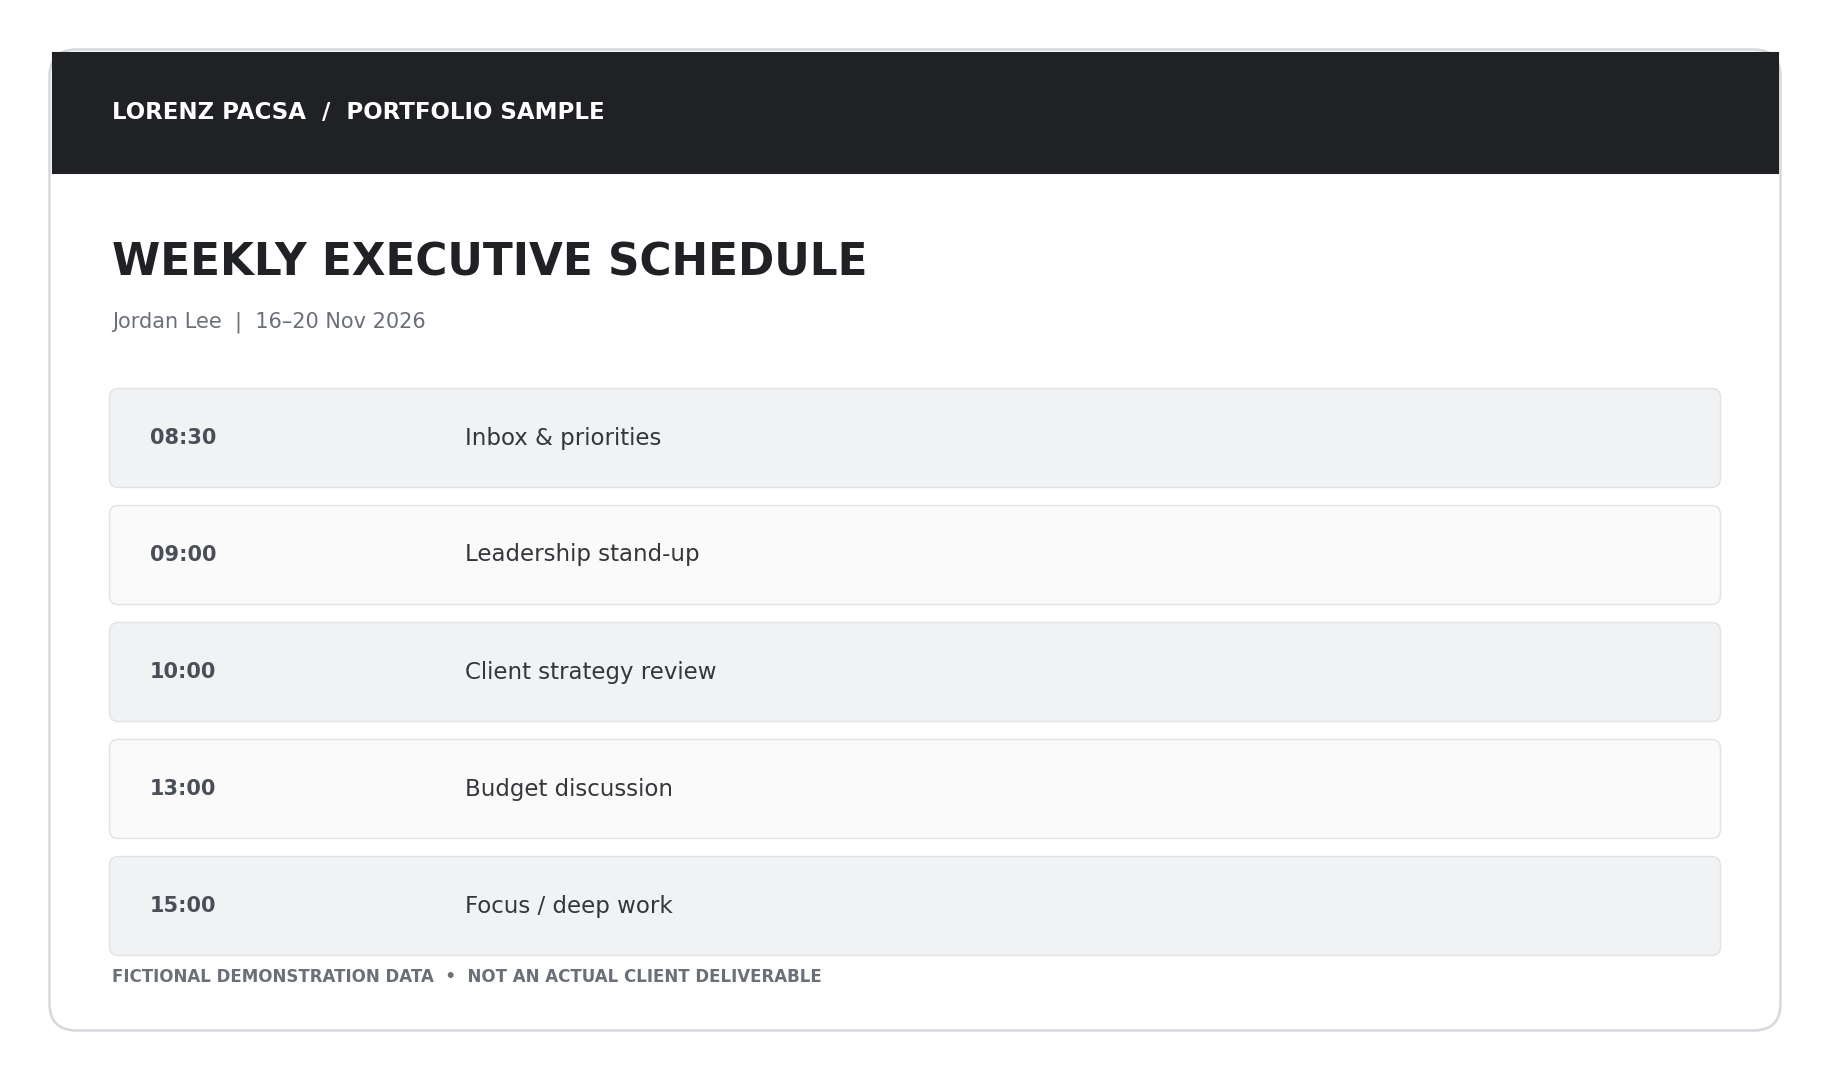 LORENZ PACSA / PORTFOLIO SAMPLE
WEEKLY EXECUTIVE SCHEDULE
Jordan Lee | 16–20 Nov 2026
08:30 Inbox & priorities
09:00 Leadership stand-up
10:00 Client strategy review
13:00 Budget discussion
15:00 Focus / deep work
FICTIONAL DEMONSTRATION DATA • NOT AN ACTUAL CLIENT DELIVERABLE